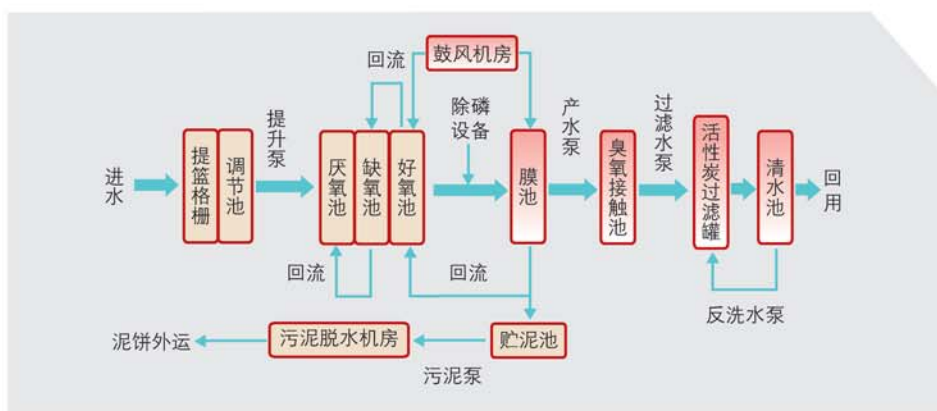 鼓风机房
回流
除磷
设备
产水泵
过滤水泵
提升泵
进水
提篮格栅
调节池
厌氧池
缺氧池
好氧池
膜池
臭氧接触池
活性炭过滤罐
清水池
回用
回流
回流
反洗水泵
泥饼外运
污泥脱水机房
贮泥池
污泥泵